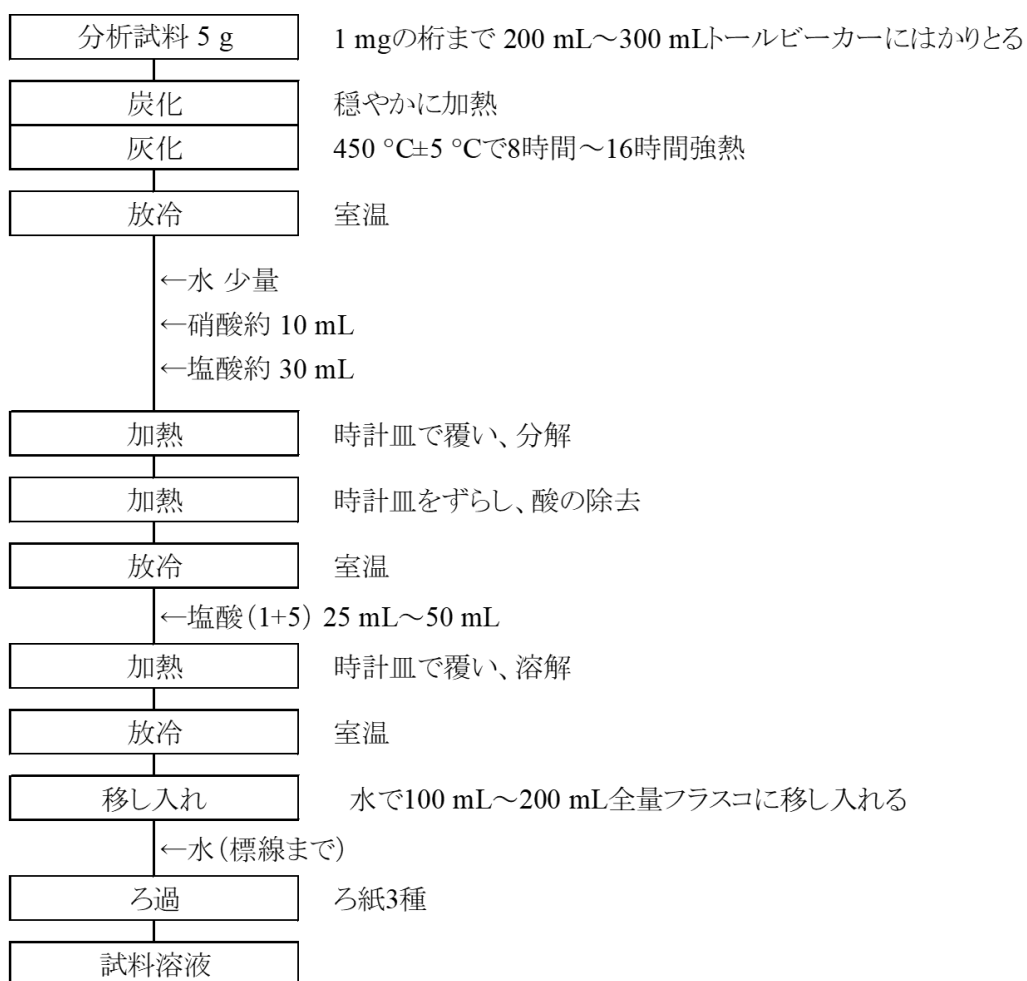 分析試料 5 g 1 mgの桁まで 200 mL～300 mLトールビーカーにはかりとる
炭化 穏やかに加熱
灰化 450 °C±5 °Cで8時間～16時間強熱
放冷 室温
←水 少量
←硝酸約 10 mL
←塩酸約 30 mL
加熱 時計皿で覆い、分解
加熱 時計皿をずらし、酸の除去
放冷 室温
←塩酸（1+5） 25 mL～50 mL
加熱 時計皿で覆い、溶解
放冷 室温
移し入れ 水で100 mL～200 mL全量フラスコに移し入れる
←水（標線まで）
ろ過 ろ紙3種
試料溶液